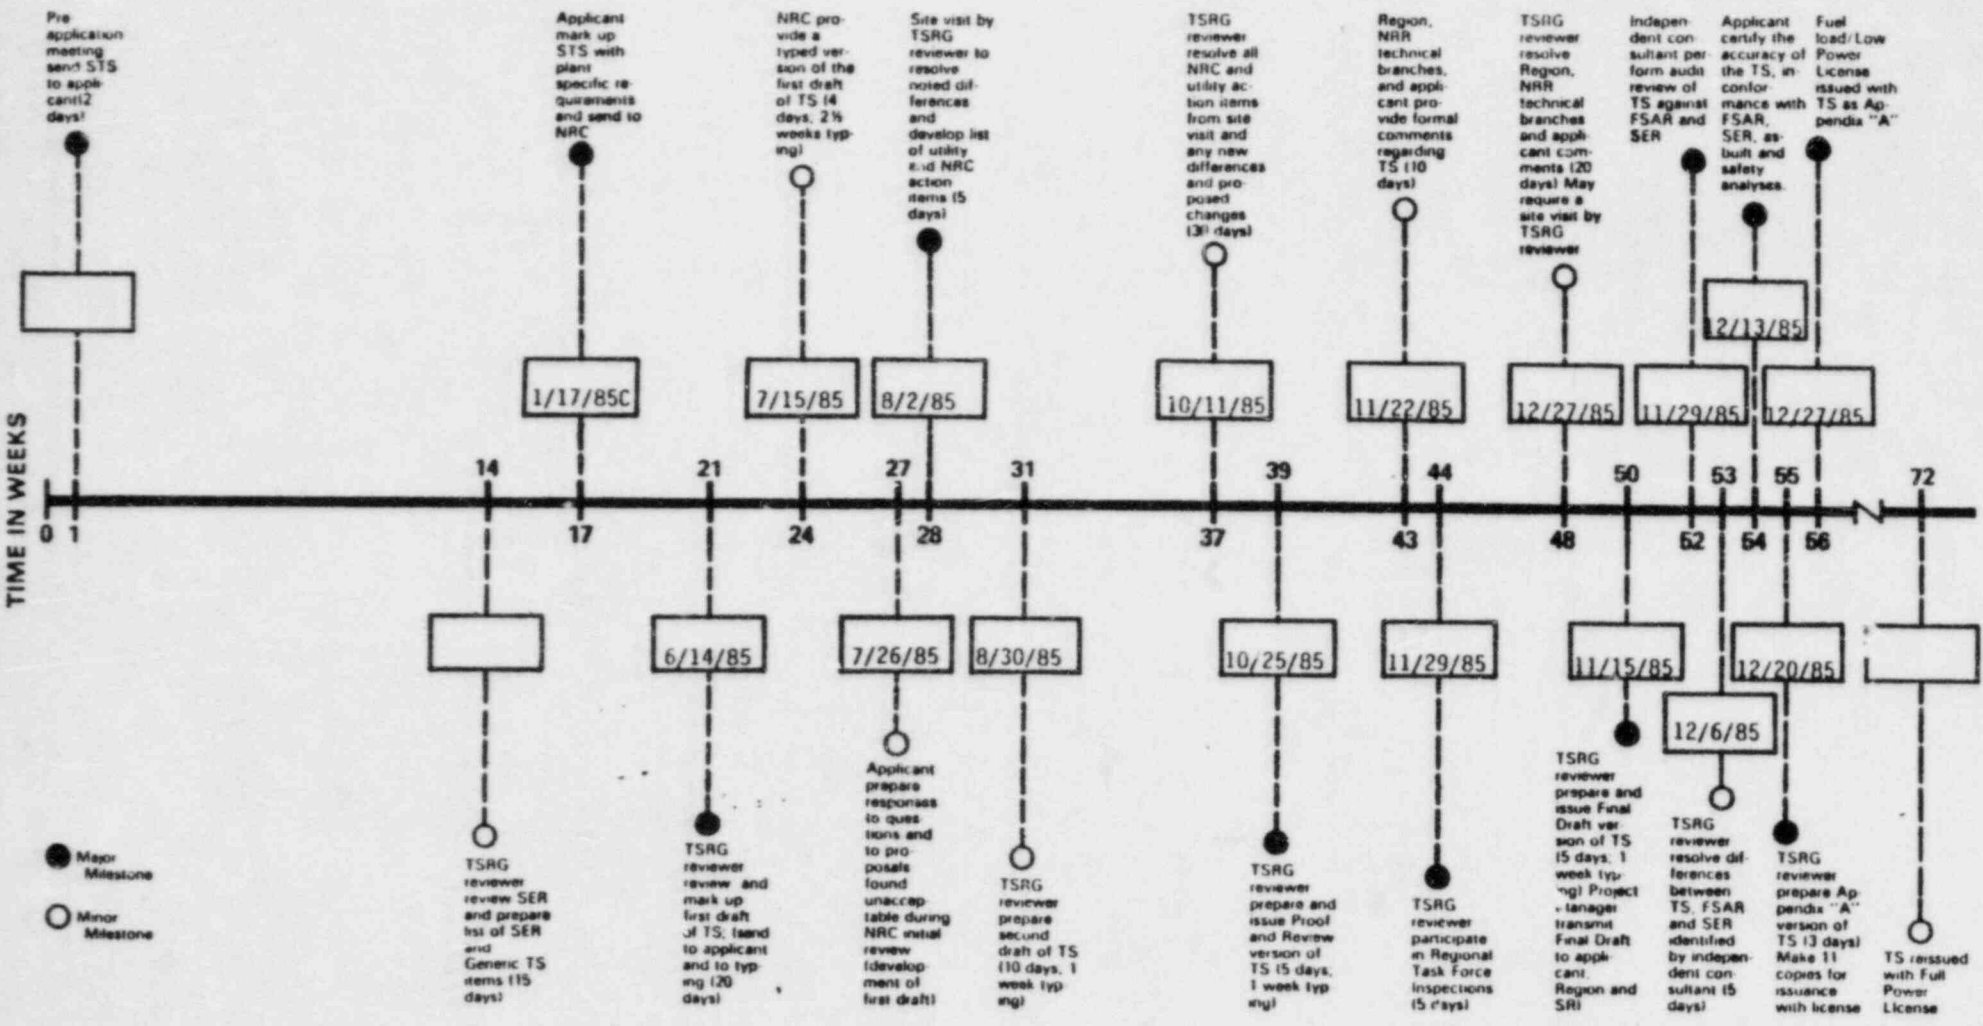 Pre-
application
meeting
send STS
to appli-
cant(2
days)
Applicant
mark up
STS with
plant
specific re-
quirements
and send to
NRC
NRC pro-
vide a
typed ver-
sion of the
first draft
of TS (4
days, 2½
weeks typ-
ing)
Site visit by
TSRG
reviewer to
resolve
noted dif-
ferences
and
develop list
of utility
and NRC
action
items (5
days)
TSRG
reviewer
resolve all
NRC and
utility ac-
tion items
from site
visit and
any new
differences
and pro-
posed
changes
(30 days)
Region,
NRR
technical
branches,
and appli-
cant pro-
vide formal
comments
regarding
TS (10
days)
TSRG
reviewer
resolve
Region,
NRR
technical
branches
and appli-
cant com-
ments (20
days) May
require a
site visit by
TSRG
reviewer
Indepen-
dent con-
sultant per-
form audit
review of
TS against
FSAR and
SER
Applicant
certify the
accuracy of
the TS, in
confor-
mance with
FSAR,
SER, as-
built and
safety
analyses.
Fuel
load/Low
Power
License
issued with
TS as Ap-
pendix "A"
12/13/85
1/17/85C
7/15/85
8/2/85
10/11/85
11/22/85
12/27/85
11/29/85
12/27/85
TIME IN WEEKS
14 21 27 31 39 44 50 53 55 72
0 1 17 24 28 37 43 48 52 54 56
6/14/85
7/26/85
8/30/85
10/25/85
11/29/85
11/15/85
12/20/85
12/6/85
Major
Milestone
Minor
Milestone
TSRG
reviewer
review SER
and prepare
list of SER
and
Generic TS
items (15
days)
TSRG
reviewer
review and
mark up
first draft
of TS; (send
to applicant
and to typ-
ing (20
days)
Applicant
prepare
responses
to ques-
tions and
to pro-
posals
found
unaccep-
table during
NRC initial
review
(develop-
ment of
first draft)
TSRG
reviewer
prepare
second
draft of TS
(10 days, 1
week typ-
ing)
TSRG
reviewer
prepare and
issue Proof
and Review
version of
TS (5 days;
1 week typ-
ing)
TSRG
reviewer
participate
in Regional
Task Force
Inspections
(5 days)
TSRG
reviewer
prepare and
issue Final
Draft ver-
sion of TS
(5 days; 1
week typ-
ing) Project
Manager
transmit
Final Draft
to appli-
cant,
Region and
SRI
TSRG
reviewer
resolve dif-
ferences
between
TS, FSAR
and SER
identified
by indepen-
dent con-
sultant (5
days)
TSRG
reviewer
prepare Ap-
pendix "A"
version of
TS (3 days)
Make 11
copies for
issuance
with license
TS reissued
with Full
Power
License